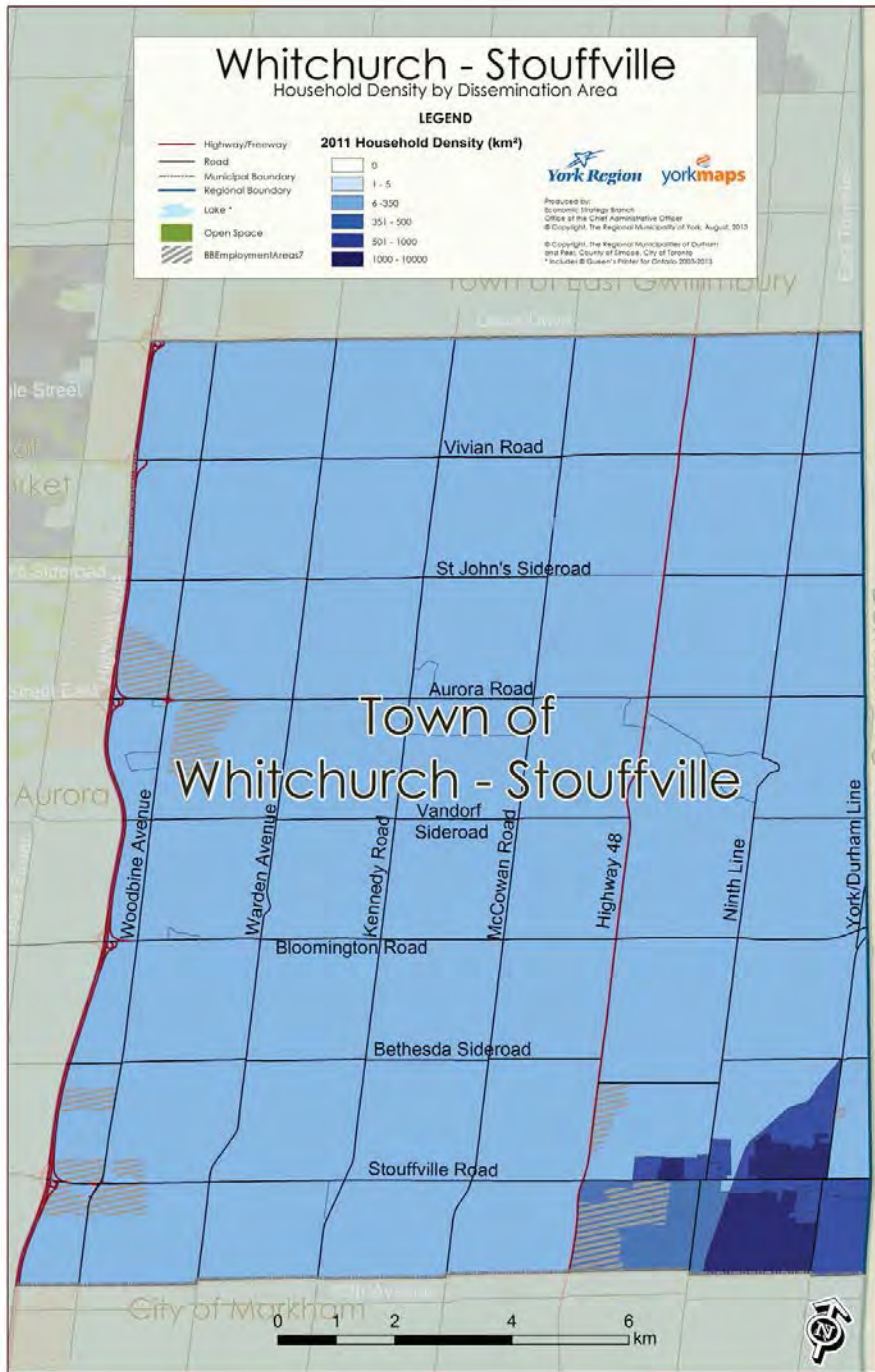 Whitchurch - Stouffville
Household Density by Dissemination Area
LEGEND
Highway/Freeway
Road
Municipal Boundary
Regional Boundary
Lake *
Open Space
BBEmploymentAreas7
2011 Household Density (km²)
0
1 - 5
6 -350
351 - 500
501 - 1000
1000 - 10000
York Region
yorkmaps
Produced by:
Economic Strategy Branch
Office of the Chief Administrative Officer
© Copyright, The Regional Municipality of York, August, 2013
© Copyright, The Regional Municipalities of Durham
and Peel, County of Simcoe, City of Toronto
* Includes © Queen's Printer for Ontario 2003-2013
Town of East Gwillimbury
Street
Vivian Road
St John's Sideroad
Sideroad
Aurora Road
Town of
Whitchurch - Stouffville
Aurora
Vandorf
Sideroad
Woodbine Avenue
Warden Avenue
Kennedy Road
McCowan Road
Highway 48
Ninth Line
York/Durham Line
Bloomington Road
Bethesda Sideroad
Stouffville Road
City of Markham
0 1 2 4 6
km
N